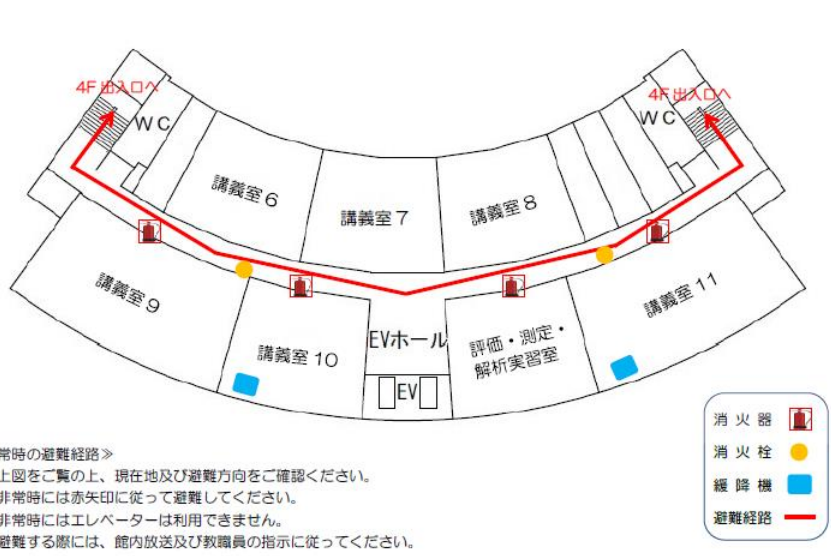 4F 出入口へ
4F 出入口へ
WC
WC
講義室6
講義室7
講義室8
講義室9
講義室11
講義室10
EVホール
評価・測定・
解析実習室
EV
消火器
消火栓
緩降機
避難経路
常時の避難経路≫
上図をご覧の上、現在地及び避難方向をご確認ください。
非常時には赤矢印に従って避難してください。
非常時にはエレベーターは利用できません。
避難する際には、館内放送及び教職員の指示に従ってください。